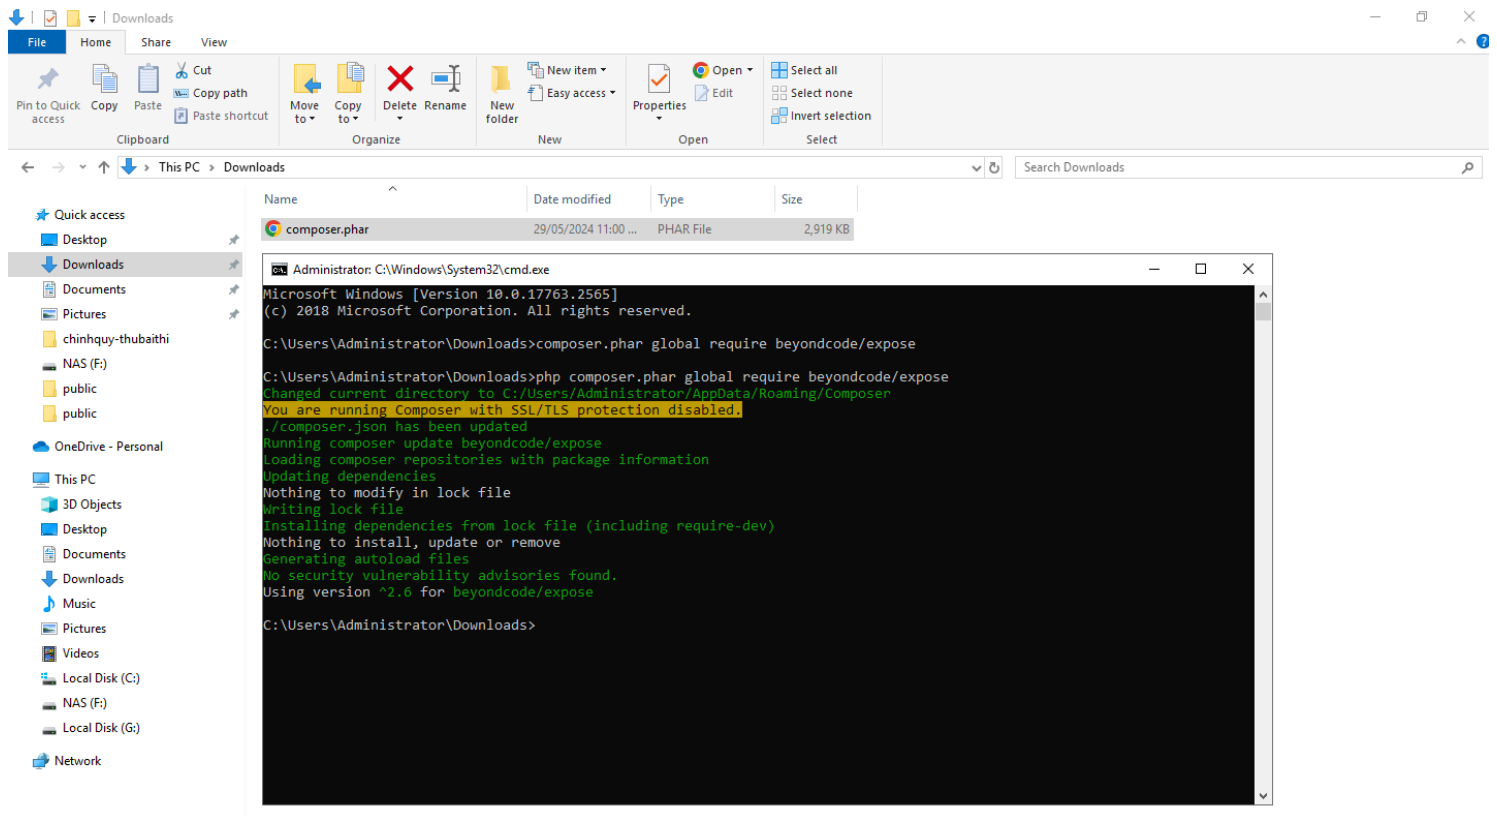 Downloads
File Home Share View
Pin to Quick access
Copy
Paste
Cut
Copy path
Paste shortcut
Clipboard
Move to
Copy to
Delete
Rename
Organize
New folder
New item
Easy access
New
Properties
Open
Edit
Open
Select all
Select none
Invert selection
Select
This PC > Downloads
Search Downloads
Name Date modified Type Size
composer.phar 29/05/2024 11:00 ... PHAR File 2,919 KB
Quick access
Desktop
Downloads
Documents
Pictures
chinhquy-thubaithi
NAS (F:)
public
public
OneDrive - Personal
This PC
3D Objects
Desktop
Documents
Downloads
Music
Pictures
Videos
Local Disk (C:)
NAS (F:)
Local Disk (G:)
Network
Administrator: C:\Windows\System32\cmd.exe
Microsoft Windows [Version 10.0.17763.2565]
(c) 2018 Microsoft Corporation. All rights reserved.
C:\Users\Administrator\Downloads>composer.phar global require beyondcode/expose
C:\Users\Administrator\Downloads>php composer.phar global require beyondcode/expose
Changed current directory to C:/Users/Administrator/AppData/Roaming/Composer
You are running Composer with SSL/TLS protection disabled.
./composer.json has been updated
Running composer update beyondcode/expose
Loading composer repositories with package information
Updating dependencies
Nothing to modify in lock file
Writing lock file
Installing dependencies from lock file (including require-dev)
Nothing to install, update or remove
Generating autoload files
No security vulnerability advisories found.
Using version ^2.6 for beyondcode/expose
C:\Users\Administrator\Downloads>